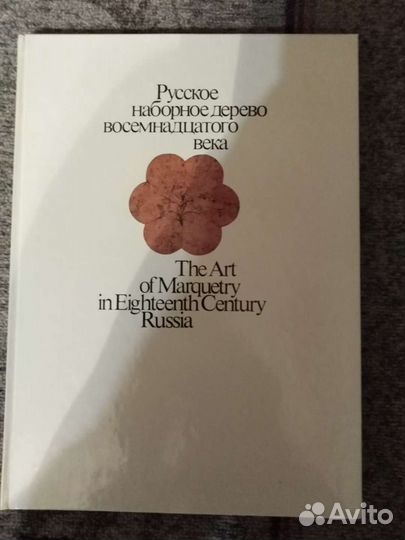 Русское
наборное дерево
восемнадцатого
века
The Art
of Marquetry
in Eighteenth Century
Russia
Avito